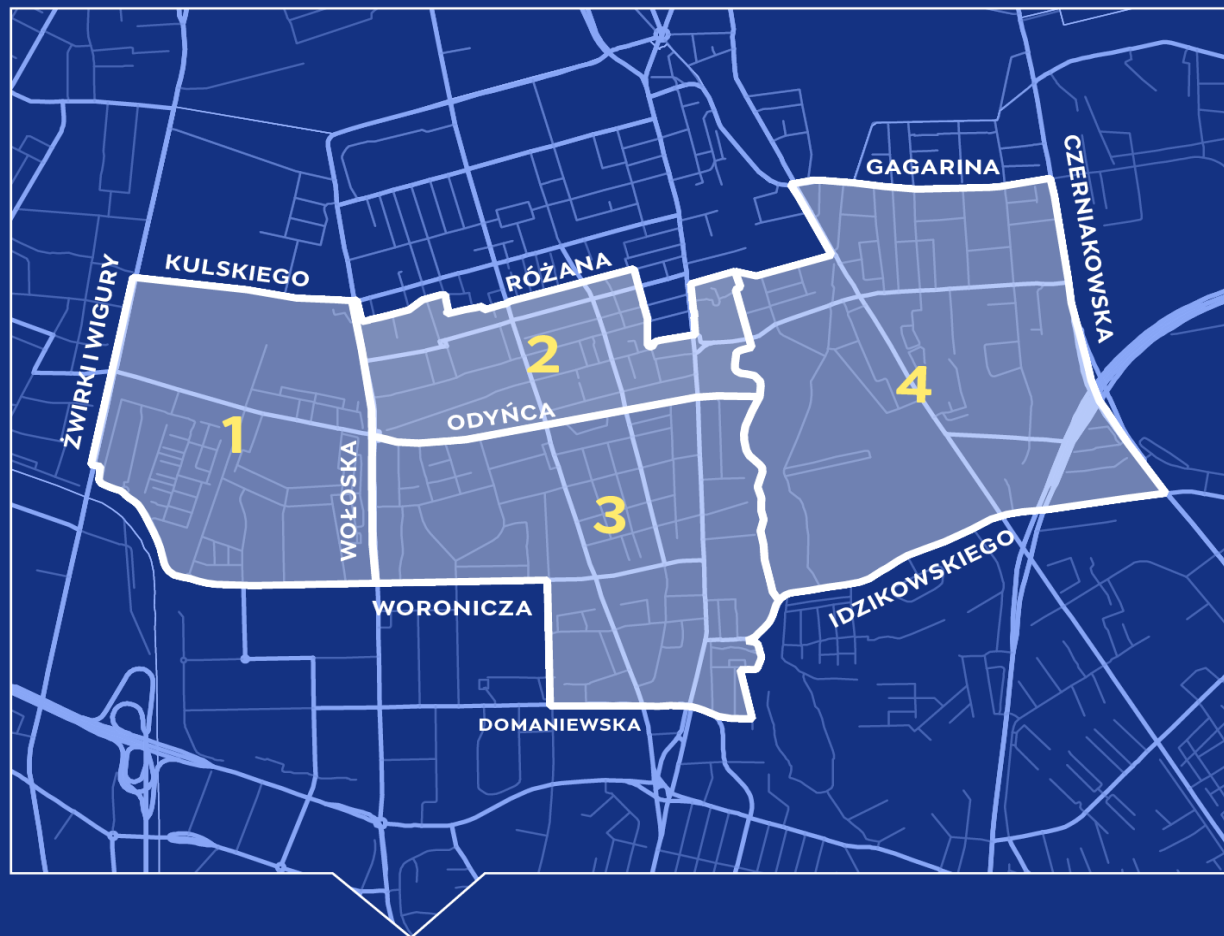 GAGARINA
CZERNIAKOWSKA
KULSKIEGO
RÓŻANA
ŻWIRKI I WIGURY
2
4
1
ODYŃCA
WOŁOSKA
3
WORONICZA
IDZIKOWSKIEGO
DOMANIEWSKA